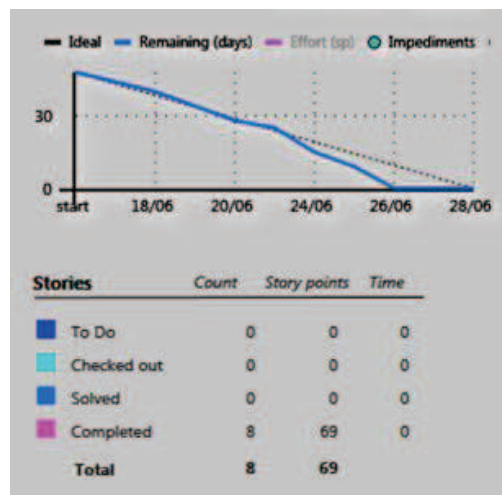 Ideal Remaining (days) Effort (sp) Impediments
30
0
start 18/06 20/06 24/06 26/06 28/06
Stories Count Story points Time
To Do 0 0 0
Checked out 0 0 0
Solved 0 0 0
Completed 8 69 0
Total 8 69